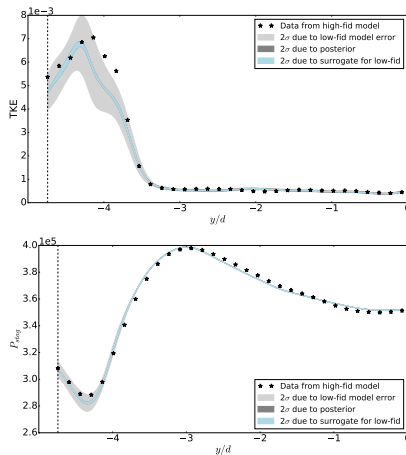 8 1e−3
7
6
5
4
3
2
1
0
TKE
★ ★ Data from high-fid model
2σ due to low-fid model error
2σ due to posterior
2σ due to surrogate for low-fid
−4 −3 −2 −1 0
y/d
4.0 1e5
3.8
3.6
3.4
3.2
3.0
2.8
2.6
P_stag
★ ★ Data from high-fid model
2σ due to low-fid model error
2σ due to posterior
2σ due to surrogate for low-fid
−4 −3 −2 −1 0
y/d